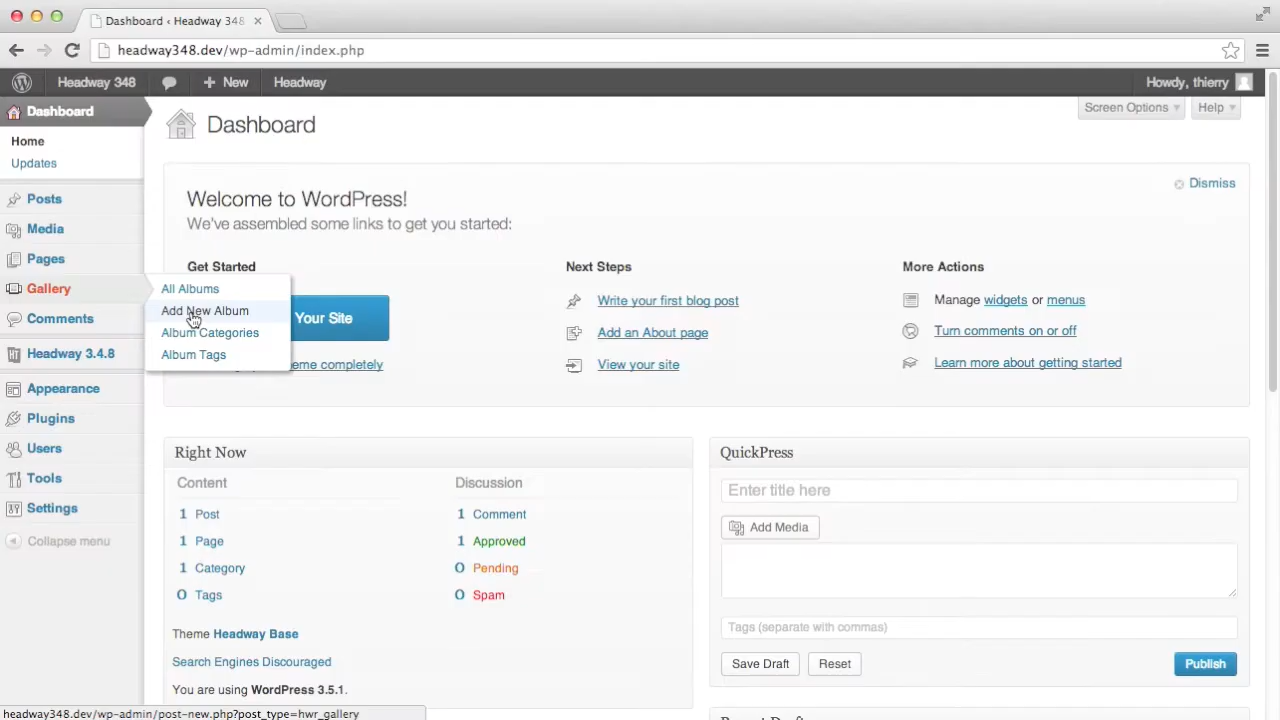 Dashboard ‹ Headway 348
headway348.dev/wp-admin/index.php
Headway 348
New
Headway
Howdy, thierry
Dashboard
Home
Updates
Posts
Media
Pages
Gallery
Comments
Headway 3.4.8
Appearance
Plugins
Users
Tools
Settings
Collapse menu
All Albums
Add New Album
Album Categories
Album Tags
Dashboard
Screen Options
Help
Welcome to WordPress!
We've assembled some links to get you started:
Dismiss
Get Started
Your Site
eme completely
Next Steps
Write your first blog post
Add an About page
View your site
More Actions
Manage widgets or menus
Turn comments on or off
Learn more about getting started
Right Now
Content
1 Post
1 Page
1 Category
0 Tags
Discussion
1 Comment
1 Approved
0 Pending
0 Spam
Theme Headway Base
Search Engines Discouraged
You are using WordPress 3.5.1.
QuickPress
Enter title here
Add Media
Tags (separate with commas)
Save Draft
Reset
Publish
headway348.dev/wp-admin/post-new.php?post_type=hwr_gallery